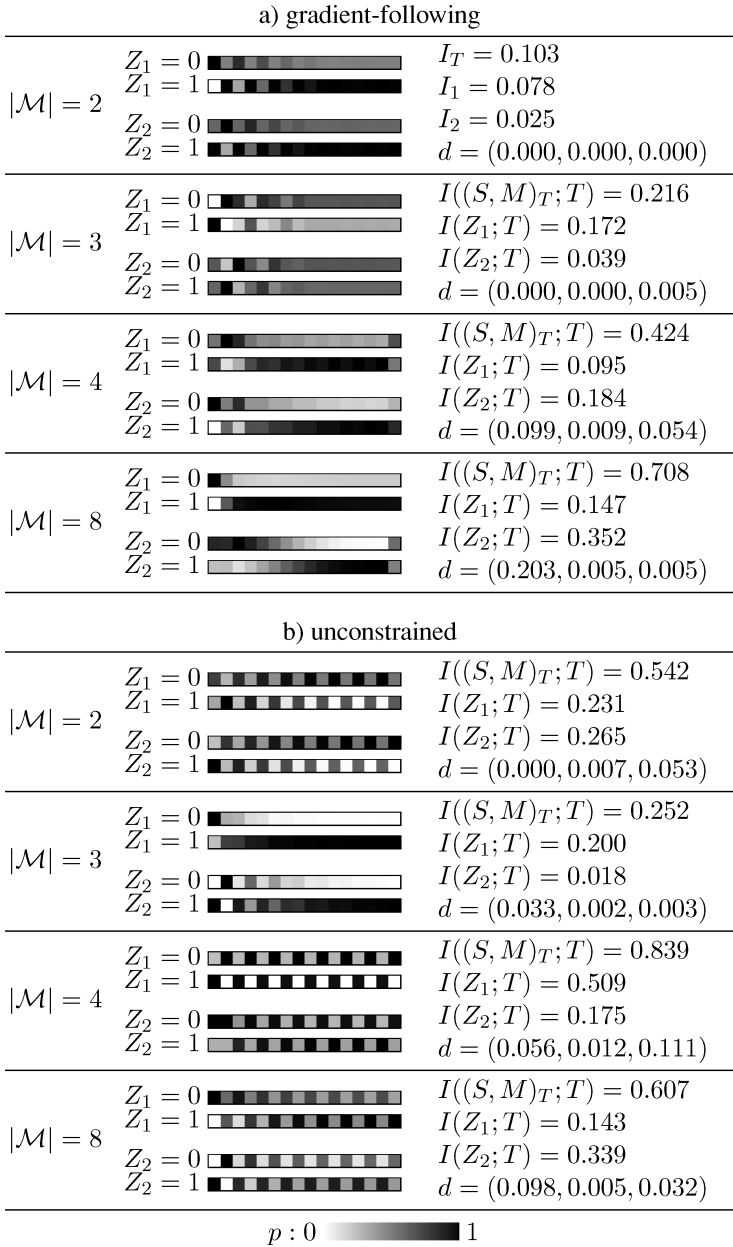 a) gradient-following
|M| = 2
Z₁ = 0
Z₁ = 1
Z₂ = 0
Z₂ = 1
I_T = 0.103
I₁ = 0.078
I₂ = 0.025
d = (0.000, 0.000, 0.000)
|M| = 3
Z₁ = 0
Z₁ = 1
Z₂ = 0
Z₂ = 1
I((S, M)_T; T) = 0.216
I(Z₁; T) = 0.172
I(Z₂; T) = 0.039
d = (0.000, 0.000, 0.005)
|M| = 4
Z₁ = 0
Z₁ = 1
Z₂ = 0
Z₂ = 1
I((S, M)_T; T) = 0.424
I(Z₁; T) = 0.095
I(Z₂; T) = 0.184
d = (0.099, 0.009, 0.054)
|M| = 8
Z₁ = 0
Z₁ = 1
Z₂ = 0
Z₂ = 1
I((S, M)_T; T) = 0.708
I(Z₁; T) = 0.147
I(Z₂; T) = 0.352
d = (0.203, 0.005, 0.005)
b) unconstrained
|M| = 2
Z₁ = 0
Z₁ = 1
Z₂ = 0
Z₂ = 1
I((S, M)_T; T) = 0.542
I(Z₁; T) = 0.231
I(Z₂; T) = 0.265
d = (0.000, 0.007, 0.053)
|M| = 3
Z₁ = 0
Z₁ = 1
Z₂ = 0
Z₂ = 1
I((S, M)_T; T) = 0.252
I(Z₁; T) = 0.200
I(Z₂; T) = 0.018
d = (0.033, 0.002, 0.003)
|M| = 4
Z₁ = 0
Z₁ = 1
Z₂ = 0
Z₂ = 1
I((S, M)_T; T) = 0.839
I(Z₁; T) = 0.509
I(Z₂; T) = 0.175
d = (0.056, 0.012, 0.111)
|M| = 8
Z₁ = 0
Z₁ = 1
Z₂ = 0
Z₂ = 1
I((S, M)_T; T) = 0.607
I(Z₁; T) = 0.143
I(Z₂; T) = 0.339
d = (0.098, 0.005, 0.032)
p : 0 1